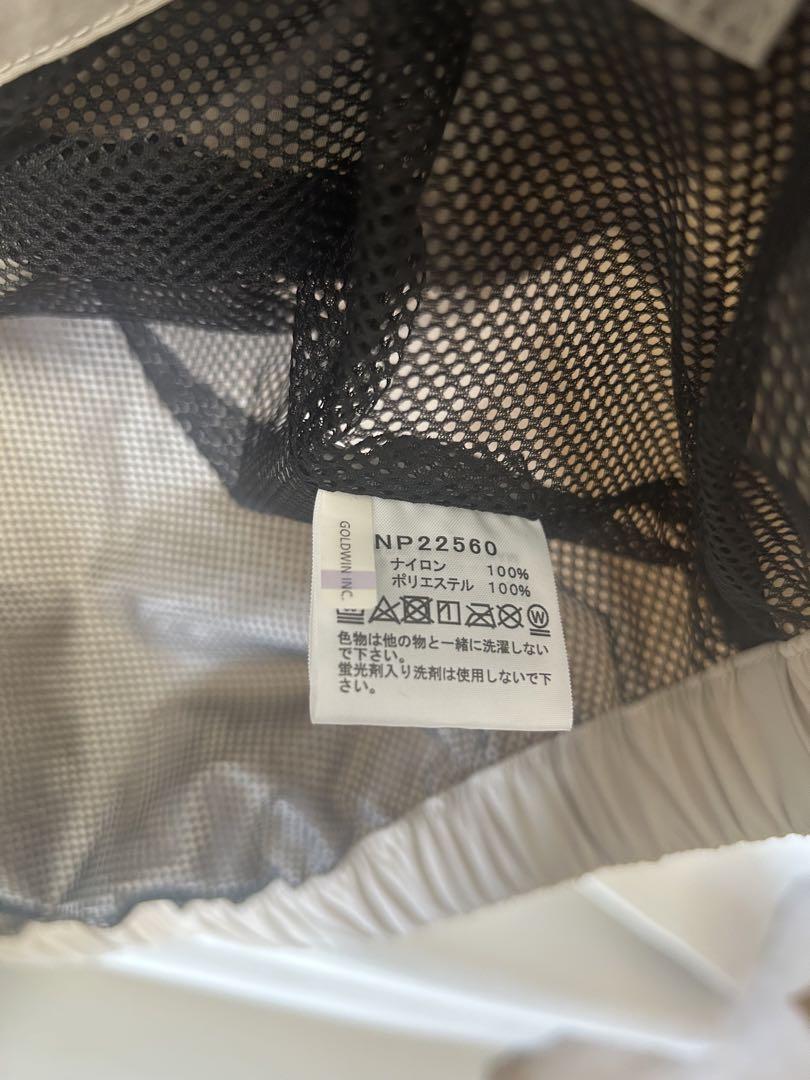 GOLDWIN INC.
NP22560
ナイロン 100%
ポリエステル 100%
W
色物は他の物と一緒に洗濯しない
で下さい。
蛍光剤入り洗剤は使用しないで下
さい。